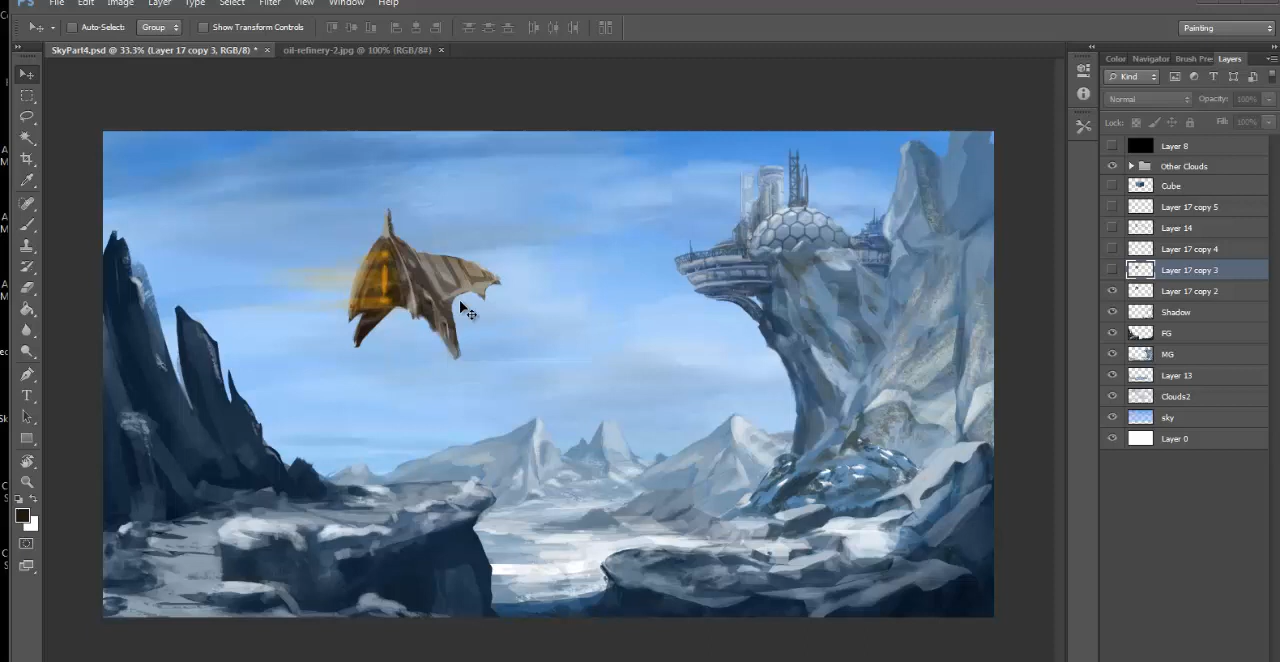 PS File Edit Image Layer Type Select Filter View Window Help
Auto-Select: Group Show Transform Controls Painting
SkyPart4.psd @ 33.3% (Layer 17 copy 3, RGB/8) * × oil-refinery-2.jpg @ 100% (RGB/8#) ×
Color Navigator Brush Pre Layers
Kind
Normal Opacity: 100%
Lock: Fill: 100%
Layer 8
Other Clouds
Cube
Layer 17 copy 5
Layer 14
Layer 17 copy 4
Layer 17 copy 3
Layer 17 copy 2
Shadow
FG
MG
Layer 13
Clouds2
sky
Layer 0